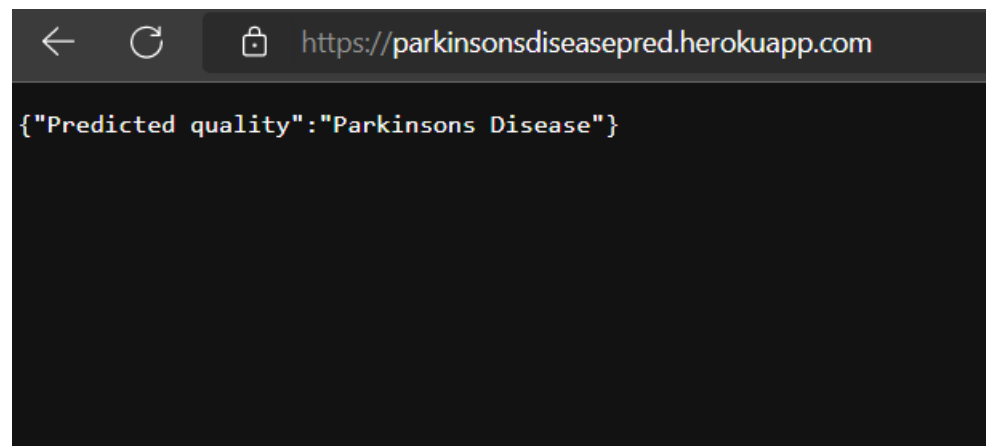 https://parkinsonsdiseasepred.herokuapp.com
{"Predicted quality":"Parkinsons Disease"}